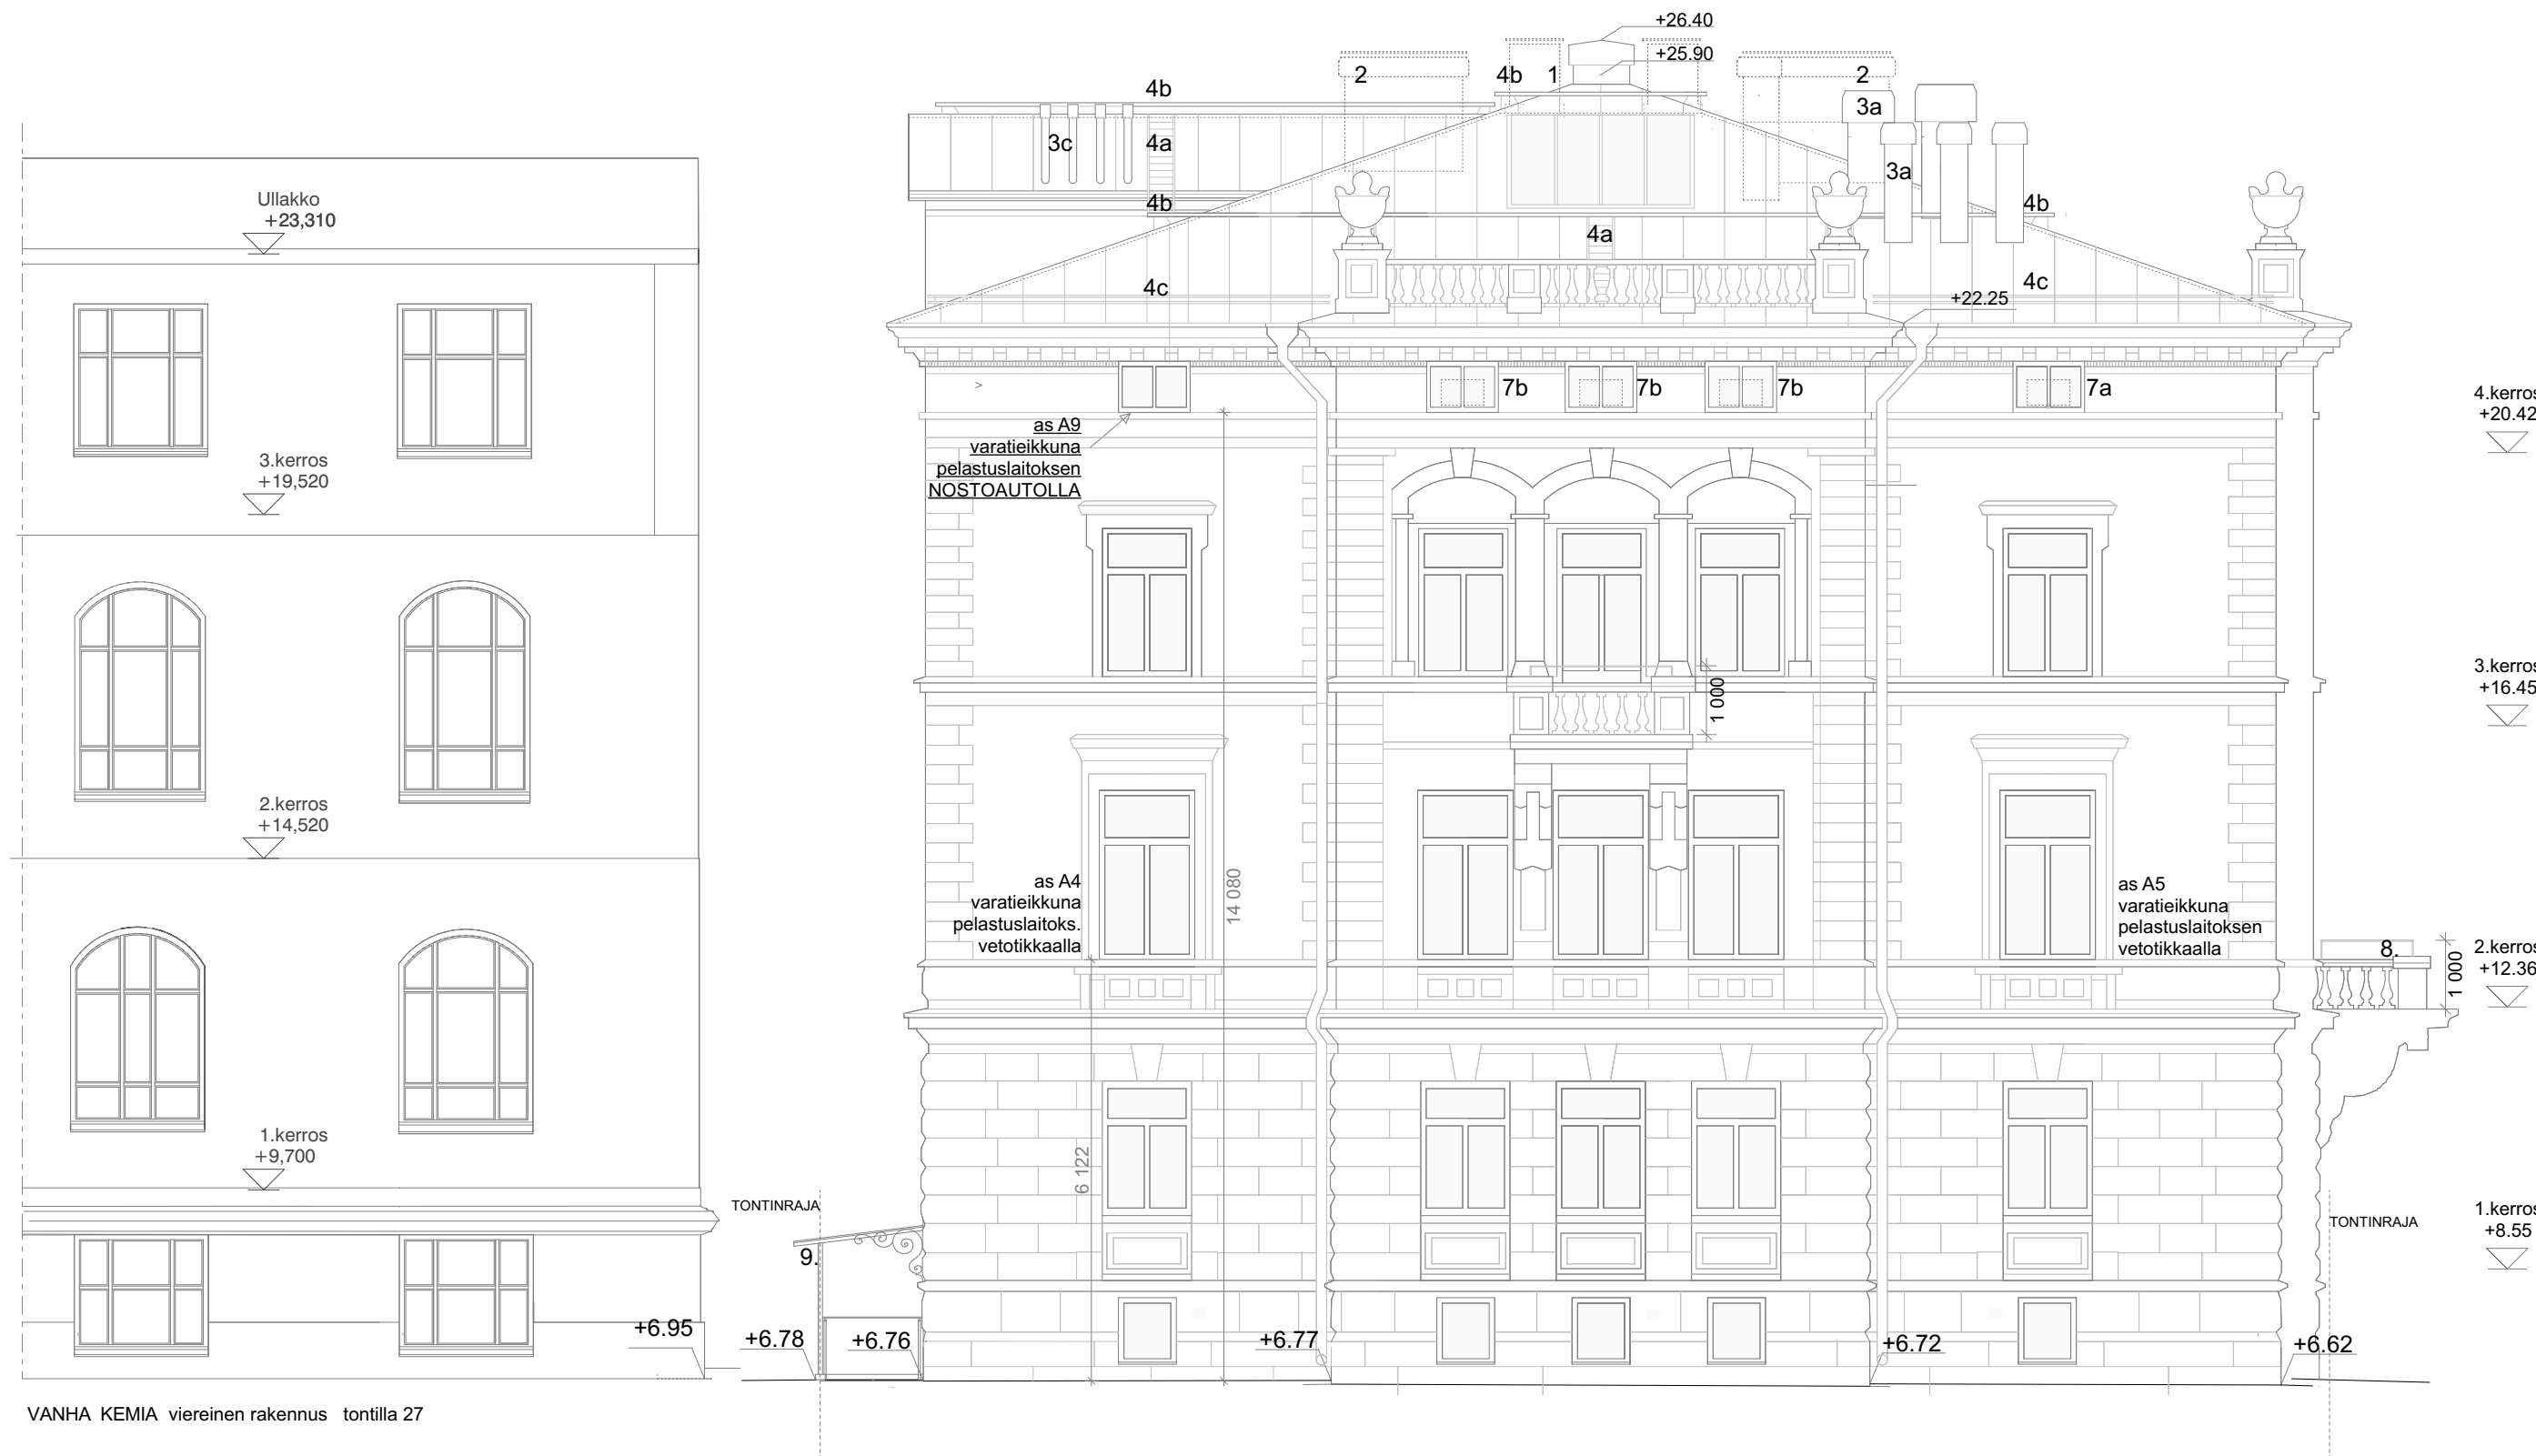 +26.40
+25.90
2
4b
1
2
4b
3a
3c
4a
3a
4b
4b
4a
4c
4c
+22.25
Ullakko
+23,310
3.kerros
+19,520
2.kerros
+14,520
1.kerros
+9,700
+6.95
VANHA KEMIA viereinen rakennus tontilla 27
>
7b
7b
7b
7a
as A9
varatieikkuna
pelastuslaitoksen
NOSTOAUTOLLA
1 000
14 080
as A4
varatieikkuna
pelastuslaitoks.
vetotikkaalla
as A5
varatieikkuna
pelastuslaitoksen
vetotikkaalla
8.
1 000
6 122
TONTINRAJA
9.
TONTINRAJA
+6.78
+6.76
+6.77
+6.72
+6.62
4.kerros
+20.42
3.kerros
+16.45
2.kerros
+12.36
1.kerros
+8.55